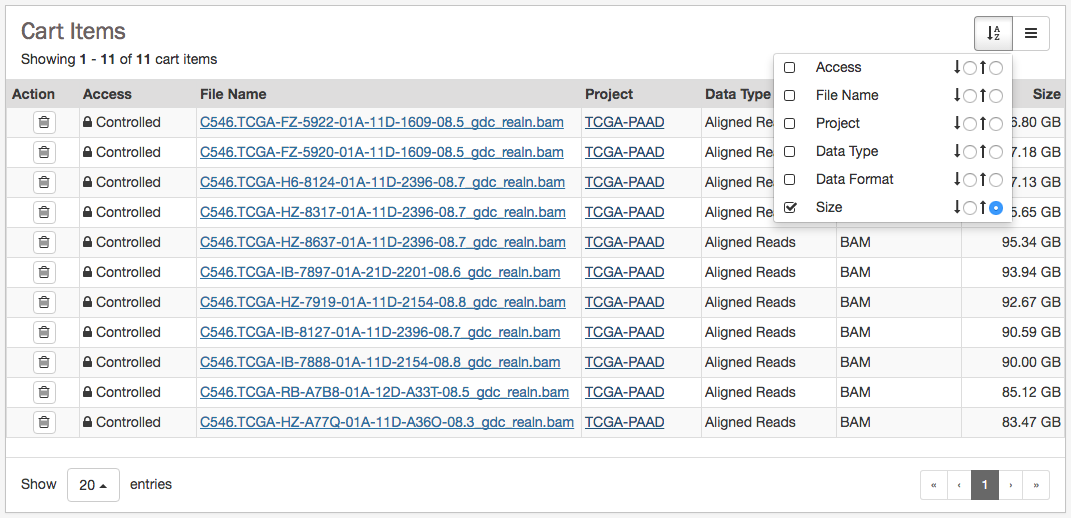 Cart Items
Showing 1 - 11 of 11 cart items
Action Access File Name Project Data Type Size
Controlled C546.TCGA-FZ-5922-01A-11D-1609-08.5_gdc_realn.bam TCGA-PAAD Aligned 6.80 GB
Controlled C546.TCGA-FZ-5920-01A-11D-1609-08.5_gdc_realn.bam TCGA-PAAD Aligned 7.18 GB
Controlled C546.TCGA-H6-8124-01A-11D-2396-08.7_gdc_realn.bam TCGA-PAAD Aligned 7.13 GB
Controlled C546.TCGA-HZ-8317-01A-11D-2396-08.7_gdc_realn.bam TCGA-PAAD Aligned 5.65 GB
Controlled C546.TCGA-HZ-8637-01A-11D-2396-08.7_gdc_realn.bam TCGA-PAAD Aligned Reads BAM 95.34 GB
Controlled C546.TCGA-IB-7897-01A-21D-2201-08.6_gdc_realn.bam TCGA-PAAD Aligned Reads BAM 93.94 GB
Controlled C546.TCGA-HZ-7919-01A-11D-2154-08.8_gdc_realn.bam TCGA-PAAD Aligned Reads BAM 92.67 GB
Controlled C546.TCGA-IB-8127-01A-11D-2396-08.7_gdc_realn.bam TCGA-PAAD Aligned Reads BAM 90.59 GB
Controlled C546.TCGA-IB-7888-01A-11D-2154-08.8_gdc_realn.bam TCGA-PAAD Aligned Reads BAM 90.00 GB
Controlled C546.TCGA-RB-A7B8-01A-12D-A33T-08.5_gdc_realn.bam TCGA-PAAD Aligned Reads BAM 85.12 GB
Controlled C546.TCGA-HZ-A77Q-01A-11D-A36O-08.3_gdc_realn.bam TCGA-PAAD Aligned Reads BAM 83.47 GB
Access
File Name
Project
Data Type
Data Format
Size
Show 20 entries
« ‹ 1 › »